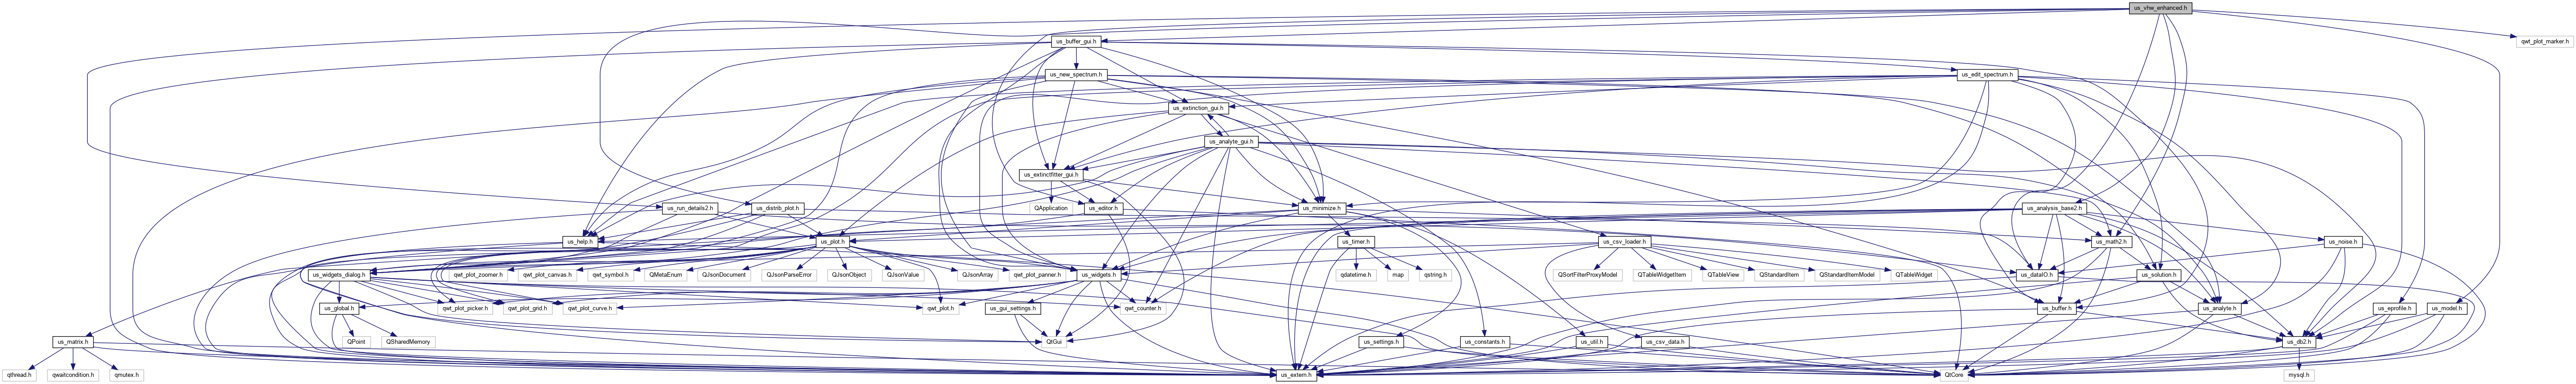 us_vhw_enhanced.h
us_buffer_gui.h
qwt_plot_marker.h
us_new_spectrum.h
us_edit_spectrum.h
us_extinction_gui.h
us_analyte_gui.h
us_extinctfitter_gui.h
us_run_details2.h
us_distrib_plot.h
QApplication
us_editor.h
us_minimize.h
us_analysis_base2.h
us_help.h
us_plot.h
us_timer.h
us_csv_loader.h
us_math2.h
us_noise.h
us_widgets_dialog.h
qwt_plot_zoomer.h
qwt_plot_canvas.h
qwt_symbol.h
QMetaEnum
QJsonDocument
QJsonParseError
QJsonObject
QJsonValue
QJsonArray
qwt_plot_panner.h
us_widgets.h
qdatetime.h
map
qstring.h
QSortFilterProxyModel
QTableWidgetItem
QTableView
QStandardItem
QStandardItemModel
QTableWidget
us_dataIO.h
us_solution.h
us_global.h
qwt_plot_picker.h
qwt_plot_grid.h
qwt_plot_curve.h
qwt_plot.h
us_gui_settings.h
qwt_counter.h
us_buffer.h
us_analyte.h
us_eprofile.h
us_model.h
us_matrix.h
QPoint
QSharedMemory
QtGui
us_settings.h
us_constants.h
us_util.h
us_csv_data.h
us_db2.h
qthread.h
qwaitcondition.h
qmutex.h
us_extern.h
QtCore
mysql.h